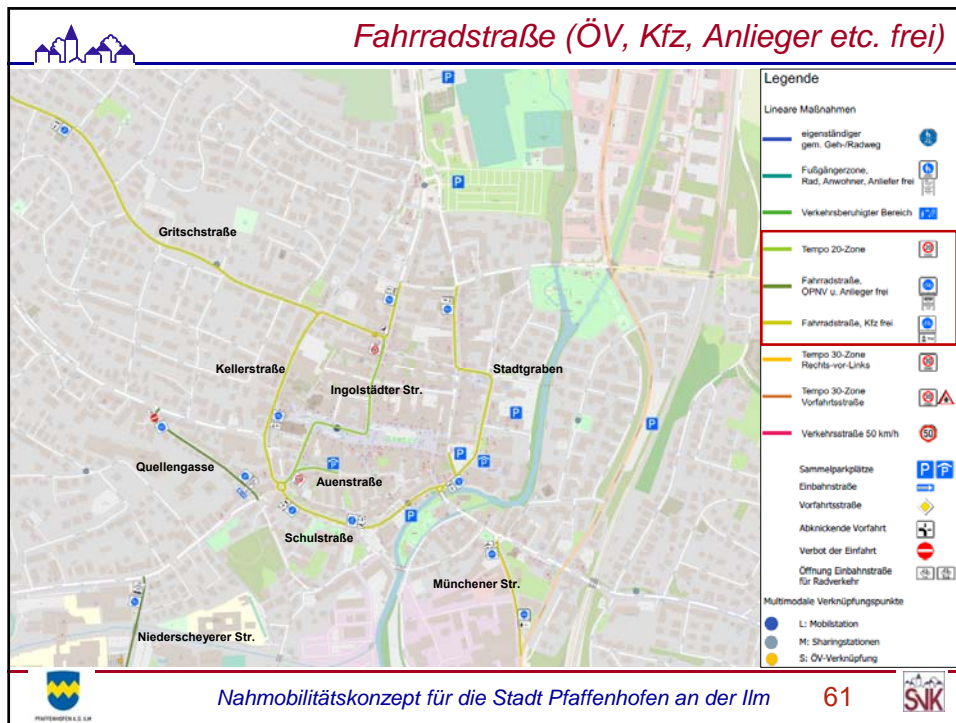 Fahrradstraße (ÖV, Kfz, Anlieger etc. frei)
P
P
Gritschstraße
Kellerstraße
Ingolstädter Str.
Stadtgraben
P
P
P
P
Quellengasse
Auenstraße
P
Schulstraße
Münchener Str.
Niederscheyerer Str.
Legende
Lineare Maßnahmen
eigenständiger
gem. Geh-/Radweg
Fußgängerzone,
Rad, Anwohner, Anliefer frei
Verkehrsberuhigter Bereich
Tempo 20-Zone
Fahrradstraße,
ÖPNV u. Anlieger frei
Fahrradstraße, Kfz frei
Tempo 30-Zone
Rechts-vor-Links
Tempo 30-Zone
Vorfahrtsstraße
Verkehrsstraße 50 km/h
50
Sammelparkplätze
P P
Einbahnstraße
Vorfahrtsstraße
Abknickende Vorfahrt
Verbot der Einfahrt
Öffnung Einbahnstraße
für Radverkehr
Multimodale Verknüpfungspunkte
L: Mobilstation
M: Sharingstationen
S: ÖV-Verknüpfung
PFAFFENHOFEN A.D. ILM
Nahmobilitätskonzept für die Stadt Pfaffenhofen an der Ilm
61
SVK